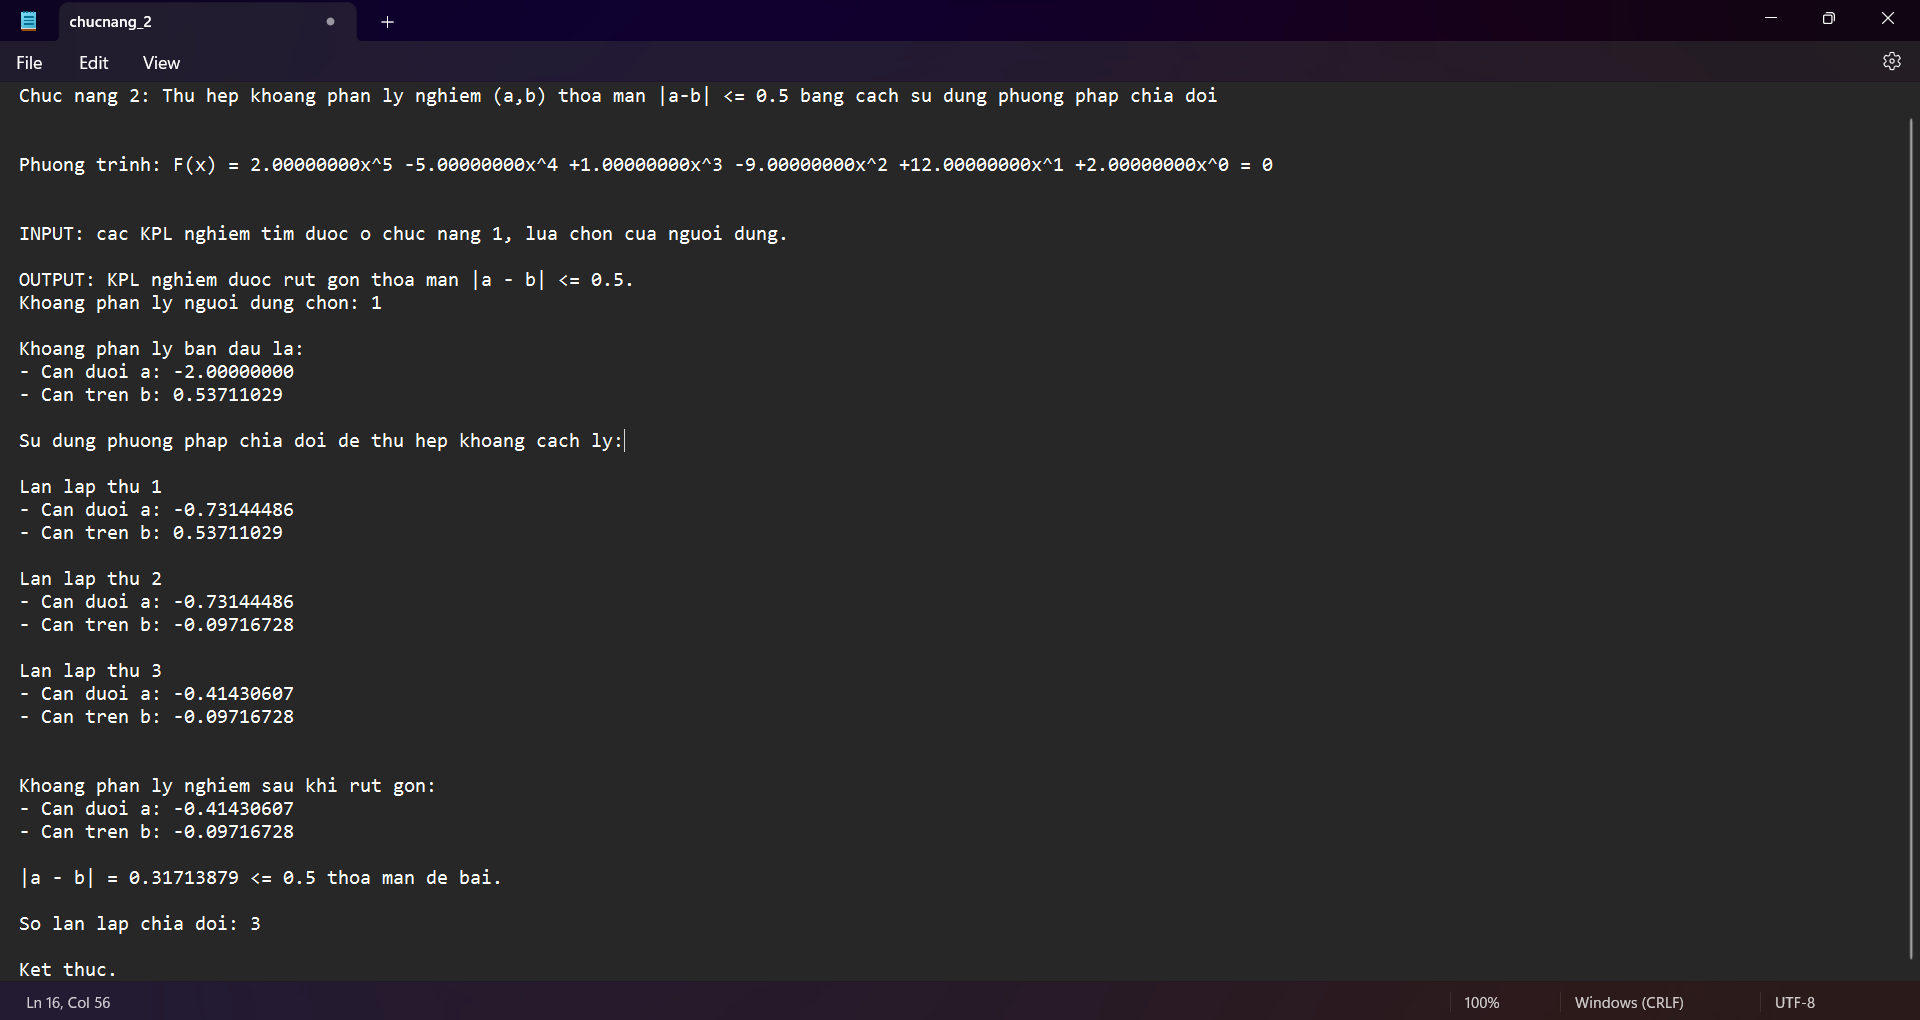 chucnang_2
File Edit View
Chuc nang 2: Thu hep khoang phan ly nghiem (a,b) thoa man |a-b| <= 0.5 bang cach su dung phuong phap chia doi
Phuong trinh: F(x) = 2.00000000x^5 -5.00000000x^4 +1.00000000x^3 -9.00000000x^2 +12.00000000x^1 +2.00000000x^0 = 0
INPUT: cac KPL nghiem tim duoc o chuc nang 1, lua chon cua nguoi dung.
OUTPUT: KPL nghiem duoc rut gon thoa man |a - b| <= 0.5.
Khoang phan ly nguoi dung chon: 1
Khoang phan ly ban dau la:
- Can duoi a: -2.00000000
- Can tren b: 0.53711029
Su dung phuong phap chia doi de thu hep khoang cach ly:
Lan lap thu 1
- Can duoi a: -0.73144486
- Can tren b: 0.53711029
Lan lap thu 2
- Can duoi a: -0.73144486
- Can tren b: -0.09716728
Lan lap thu 3
- Can duoi a: -0.41430607
- Can tren b: -0.09716728
Khoang phan ly nghiem sau khi rut gon:
- Can duoi a: -0.41430607
- Can tren b: -0.09716728
|a - b| = 0.31713879 <= 0.5 thoa man de bai.
So lan lap chia doi: 3
Ket thuc.
Ln 16, Col 56 100% Windows (CRLF) UTF-8